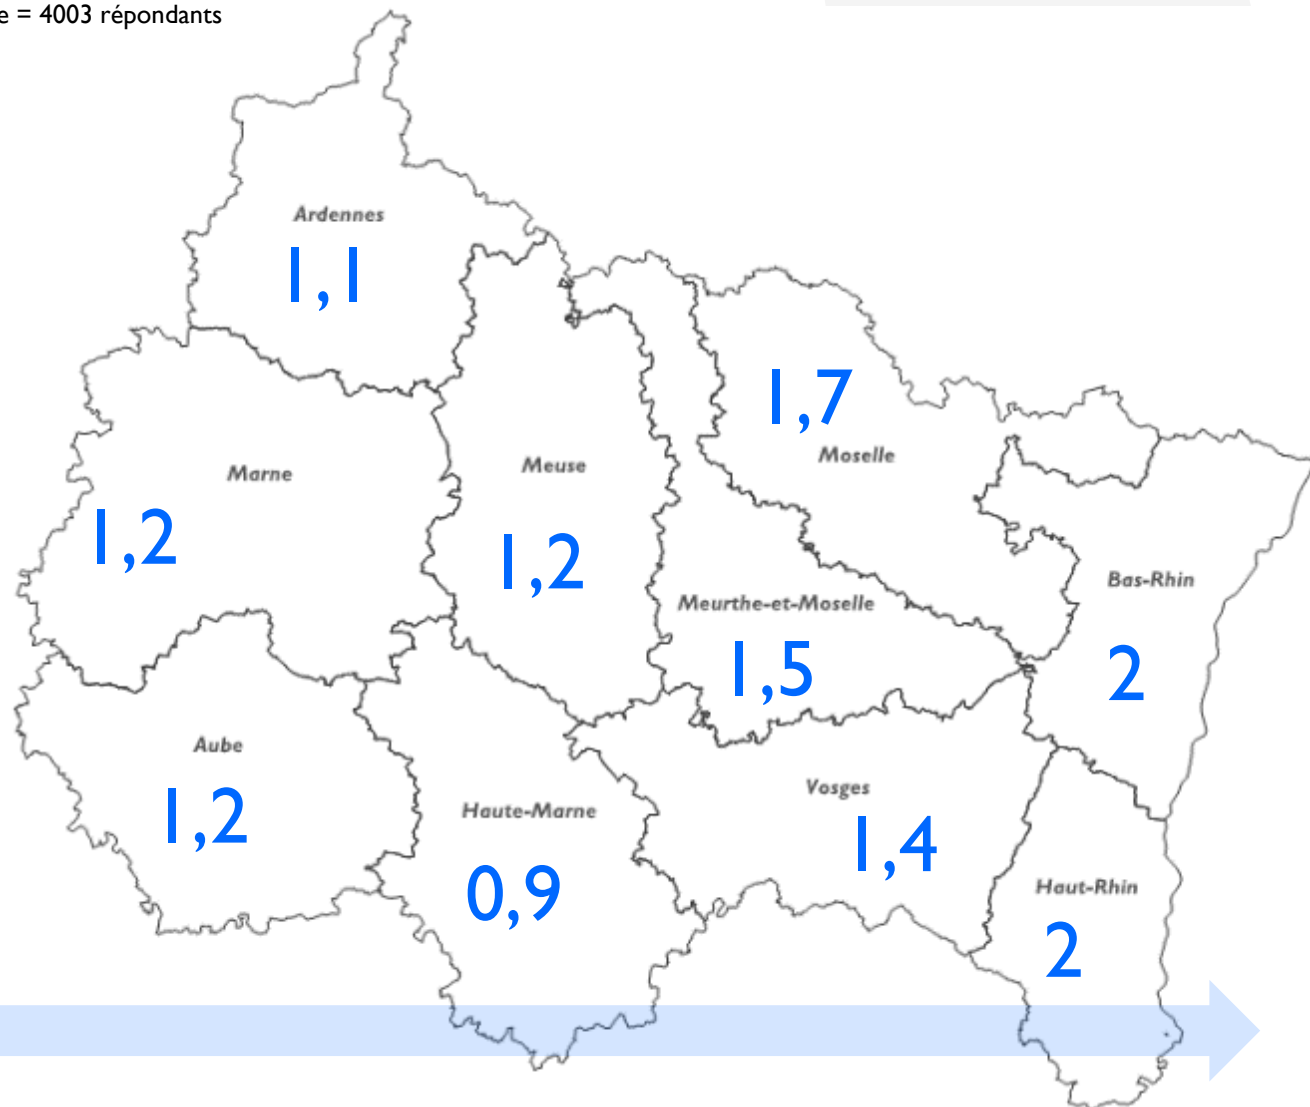 e = 4003 répondants
Ardennes
1,1
1,7
Moselle
Marne
1,2
Meuse
1,2
Bas-Rhin
2
Meurthe-et-Moselle
1,5
Aube
1,2
Haute-Marne
0,9
Vosges
1,4
Haut-Rhin
2